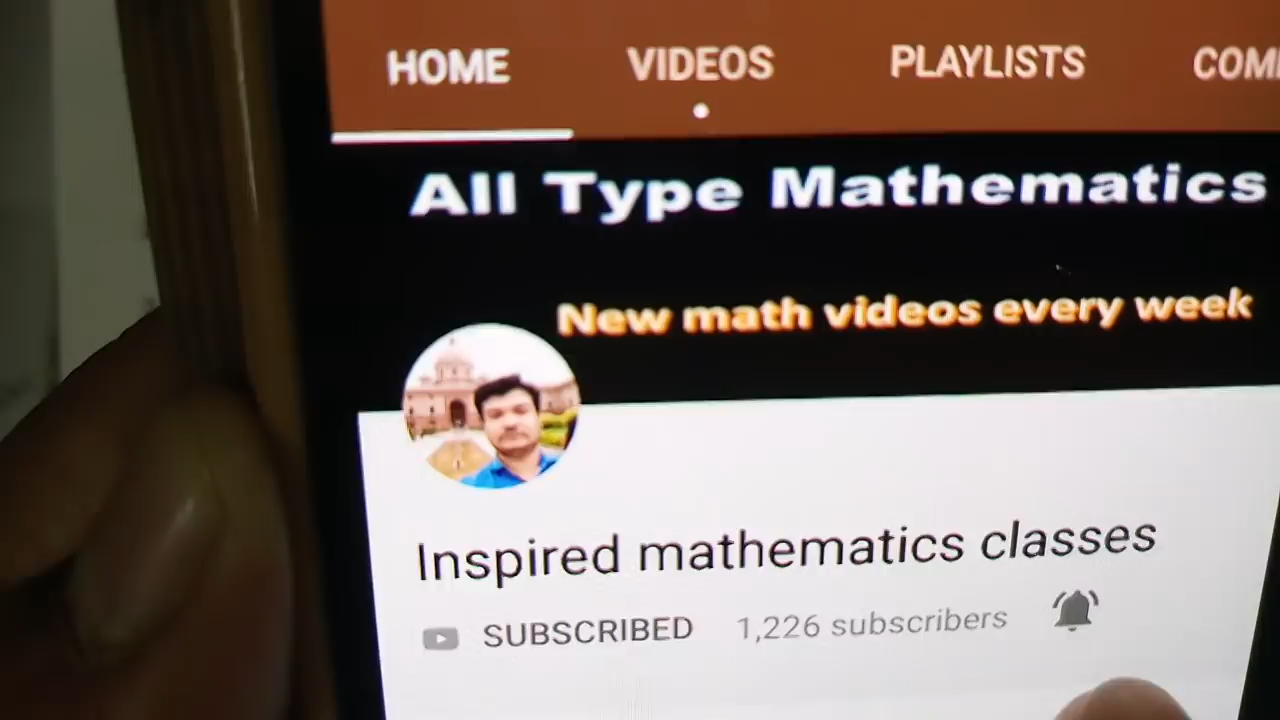 HOME VIDEOS PLAYLISTS
All Type Mathematics
New math videos every week
Inspired mathematics classes
SUBSCRIBED 1,226 subscribers